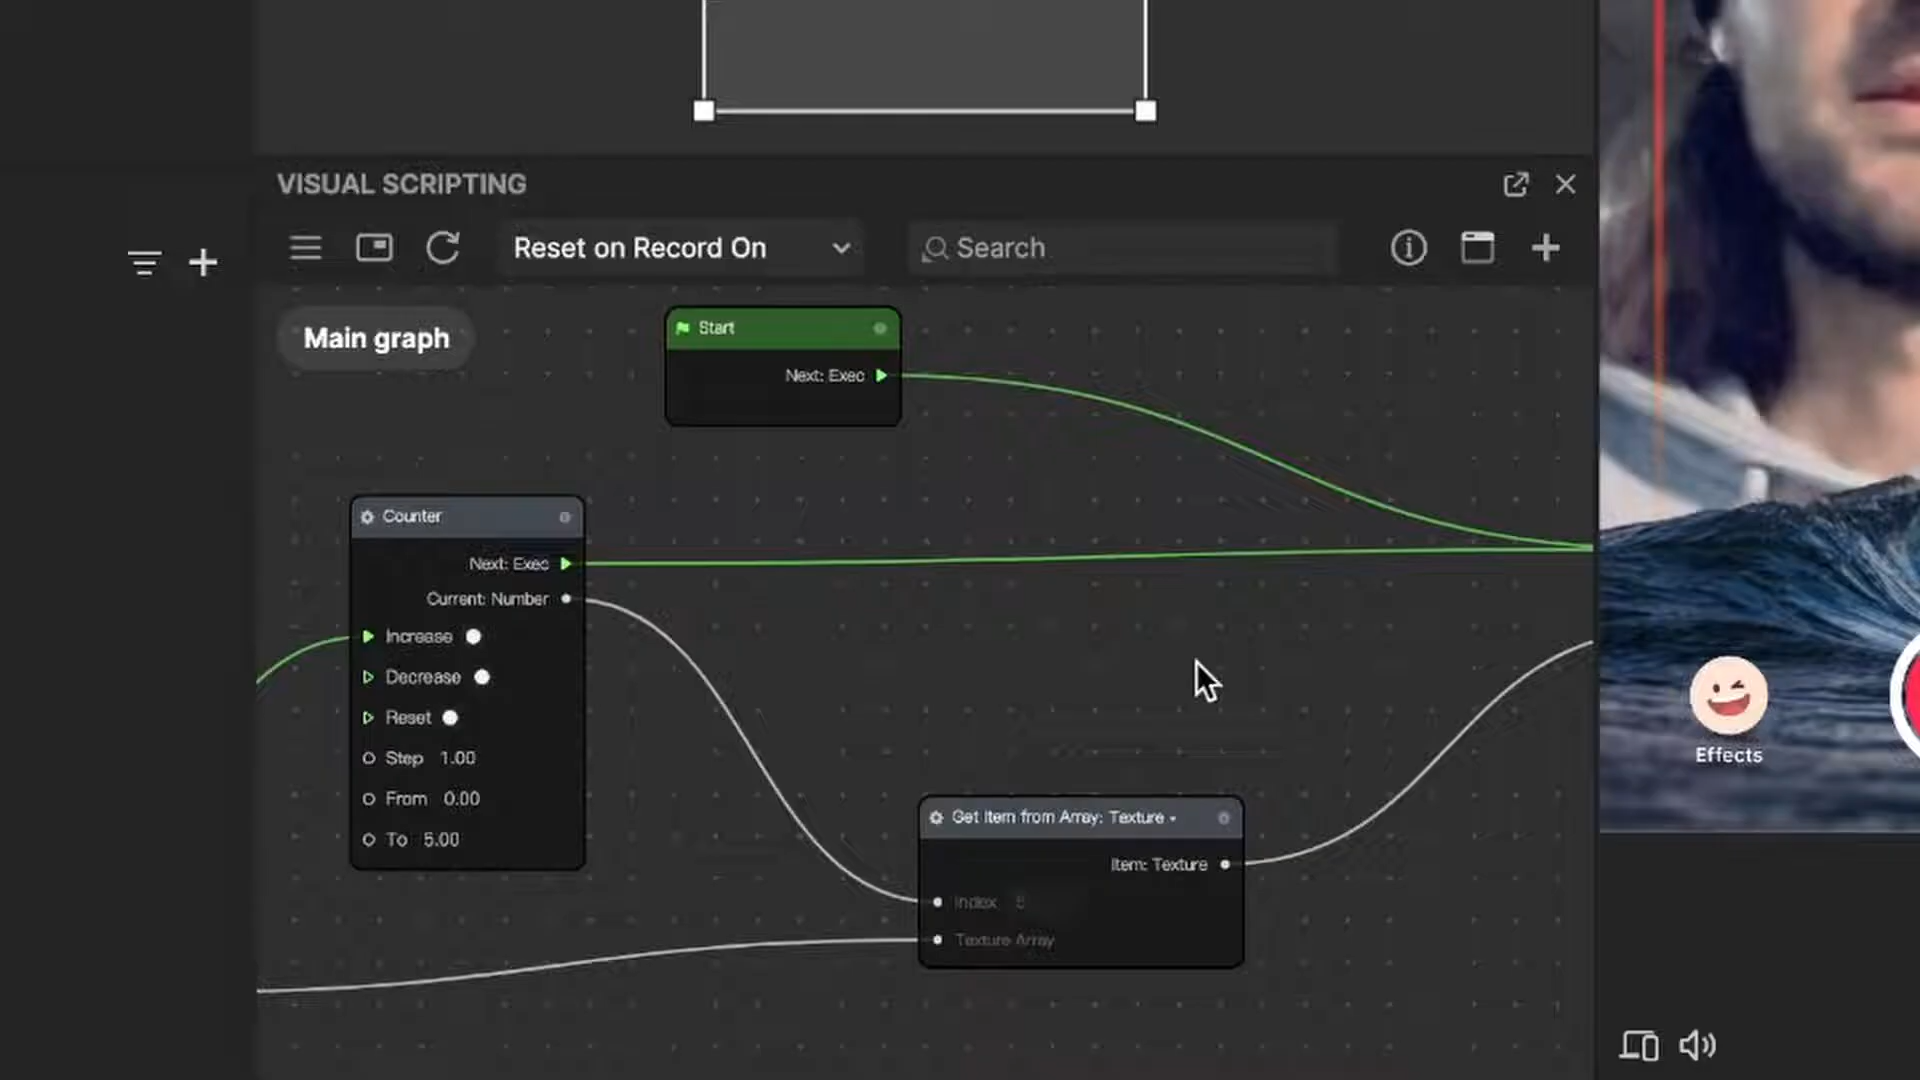 VISUAL SCRIPTING
Reset on Record On
Search
Main graph
Start
Next: Exec
Counter
Next: Exec
Current: Number
Increase
Decrease
Reset
Step 1.00
From 0.00
To 5.00
Get Item from Array: Texture
Item: Texture
Index 5
Texture Array
Effects